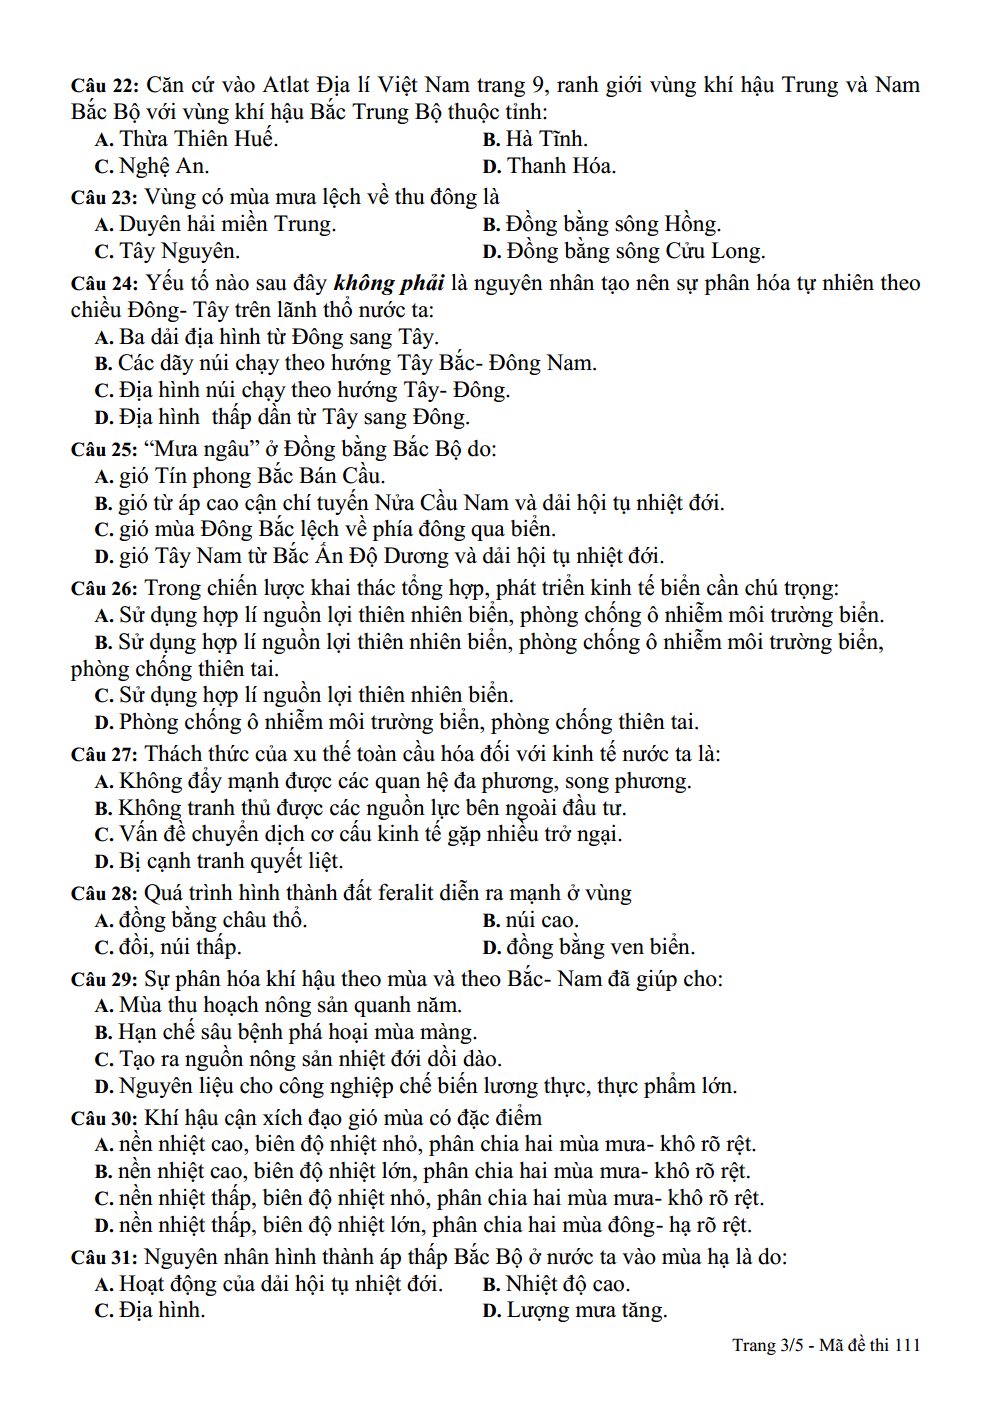 Câu 22: Căn cứ vào Atlat Địa lí Việt Nam trang 9, ranh giới vùng khí hậu Trung và Nam
Bắc Bộ với vùng khí hậu Bắc Trung Bộ thuộc tỉnh:
A. Thừa Thiên Huế. B. Hà Tĩnh.
C. Nghệ An. D. Thanh Hóa.
Câu 23: Vùng có mùa mưa lệch về thu đông là
A. Duyên hải miền Trung. B. Đồng bằng sông Hồng.
C. Tây Nguyên. D. Đồng bằng sông Cửu Long.
Câu 24: Yếu tố nào sau đây không phải là nguyên nhân tạo nên sự phân hóa tự nhiên theo
chiều Đông- Tây trên lãnh thổ nước ta:
A. Ba dải địa hình từ Đông sang Tây.
B. Các dãy núi chạy theo hướng Tây Bắc- Đông Nam.
C. Địa hình núi chạy theo hướng Tây- Đông.
D. Địa hình thấp dần từ Tây sang Đông.
Câu 25: “Mưa ngâu” ở Đồng bằng Bắc Bộ do:
A. gió Tín phong Bắc Bán Cầu.
B. gió từ áp cao cận chí tuyến Nửa Cầu Nam và dải hội tụ nhiệt đới.
C. gió mùa Đông Bắc lệch về phía đông qua biển.
D. gió Tây Nam từ Bắc Ấn Độ Dương và dải hội tụ nhiệt đới.
Câu 26: Trong chiến lược khai thác tổng hợp, phát triển kinh tế biển cần chú trọng:
A. Sử dụng hợp lí nguồn lợi thiên nhiên biển, phòng chống ô nhiễm môi trường biển.
B. Sử dụng hợp lí nguồn lợi thiên nhiên biển, phòng chống ô nhiễm môi trường biển,
phòng chống thiên tai.
C. Sử dụng hợp lí nguồn lợi thiên nhiên biển.
D. Phòng chống ô nhiễm môi trường biển, phòng chống thiên tai.
Câu 27: Thách thức của xu thế toàn cầu hóa đối với kinh tế nước ta là:
A. Không đẩy mạnh được các quan hệ đa phương, song phương.
B. Không tranh thủ được các nguồn lực bên ngoài đầu tư.
C. Vấn đề chuyển dịch cơ cấu kinh tế gặp nhiều trở ngại.
D. Bị cạnh tranh quyết liệt.
Câu 28: Quá trình hình thành đất feralit diễn ra mạnh ở vùng
A. đồng bằng châu thổ. B. núi cao.
C. đồi, núi thấp. D. đồng bằng ven biển.
Câu 29: Sự phân hóa khí hậu theo mùa và theo Bắc- Nam đã giúp cho:
A. Mùa thu hoạch nông sản quanh năm.
B. Hạn chế sâu bệnh phá hoại mùa màng.
C. Tạo ra nguồn nông sản nhiệt đới dồi dào.
D. Nguyên liệu cho công nghiệp chế biến lương thực, thực phẩm lớn.
Câu 30: Khí hậu cận xích đạo gió mùa có đặc điểm
A. nền nhiệt cao, biên độ nhiệt nhỏ, phân chia hai mùa mưa- khô rõ rệt.
B. nền nhiệt cao, biên độ nhiệt lớn, phân chia hai mùa mưa- khô rõ rệt.
C. nền nhiệt thấp, biên độ nhiệt nhỏ, phân chia hai mùa mưa- khô rõ rệt.
D. nền nhiệt thấp, biên độ nhiệt lớn, phân chia hai mùa đông- hạ rõ rệt.
Câu 31: Nguyên nhân hình thành áp thấp Bắc Bộ ở nước ta vào mùa hạ là do:
A. Hoạt động của dải hội tụ nhiệt đới. B. Nhiệt độ cao.
C. Địa hình. D. Lượng mưa tăng.
Trang 3/5 - Mã đề thi 111